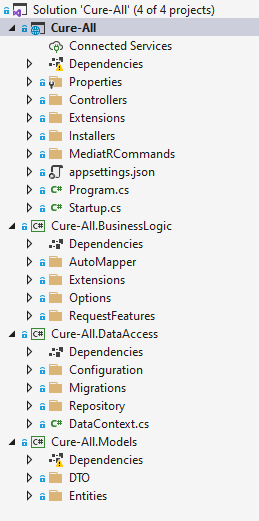 Solution 'Cure-All' (4 of 4 projects)
Cure-All
Connected Services
Dependencies
Properties
Controllers
Extensions
Installers
MediatRCommands
appsettings.json
C# Program.cs
C# Startup.cs
C# Cure-All.BusinessLogic
Dependencies
AutoMapper
Extensions
Options
RequestFeatures
C# Cure-All.DataAccess
Dependencies
Configuration
Migrations
Repository
C# DataContext.cs
C# Cure-All.Models
Dependencies
DTO
Entities